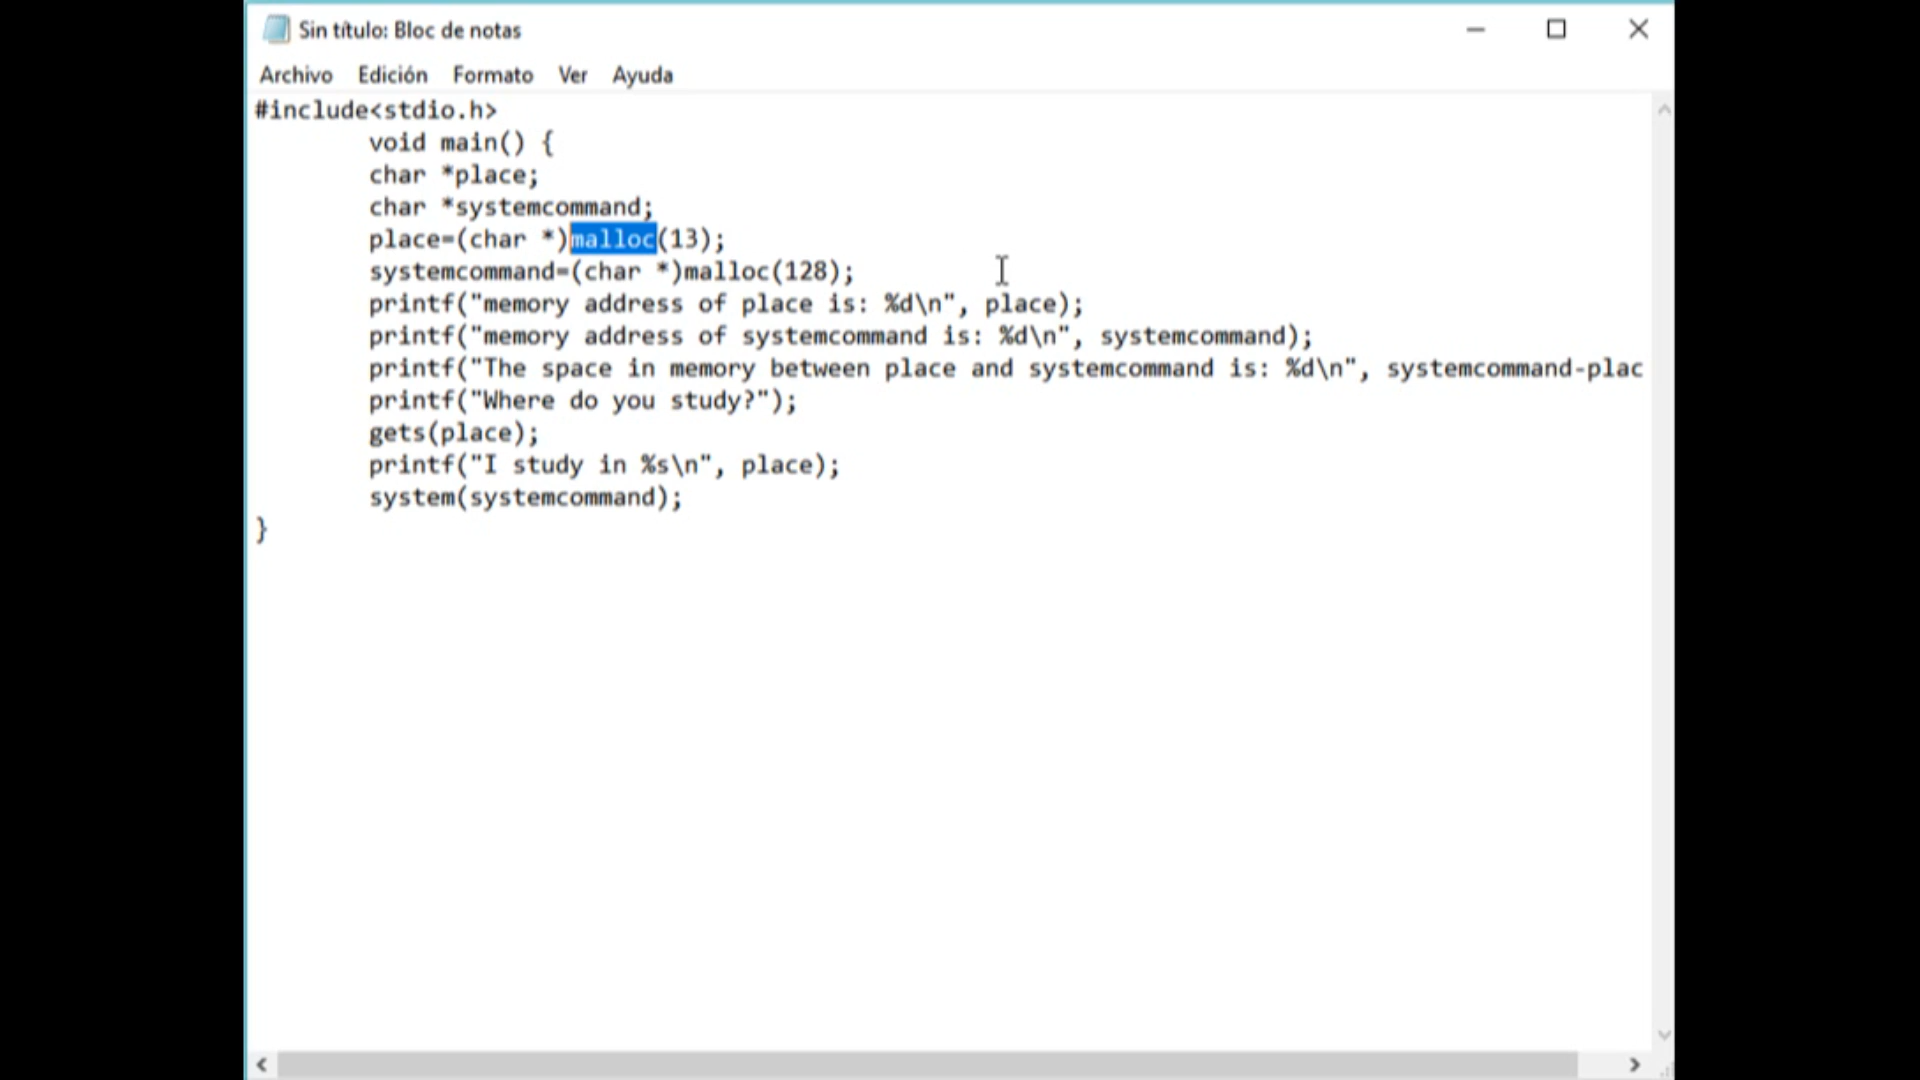 Sin título: Bloc de notas
Archivo Edición Formato Ver Ayuda
#include<stdio.h>
void main() {
char *place;
char *systemcommand;
place=(char *)malloc(13);
systemcommand=(char *)malloc(128);
printf("memory address of place is: %d\n", place);
printf("memory address of systemcommand is: %d\n", systemcommand);
printf("The space in memory between place and systemcommand is: %d\n", systemcommand-plac
printf("Where do you study?");
gets(place);
printf("I study in %s\n", place);
system(systemcommand);
}